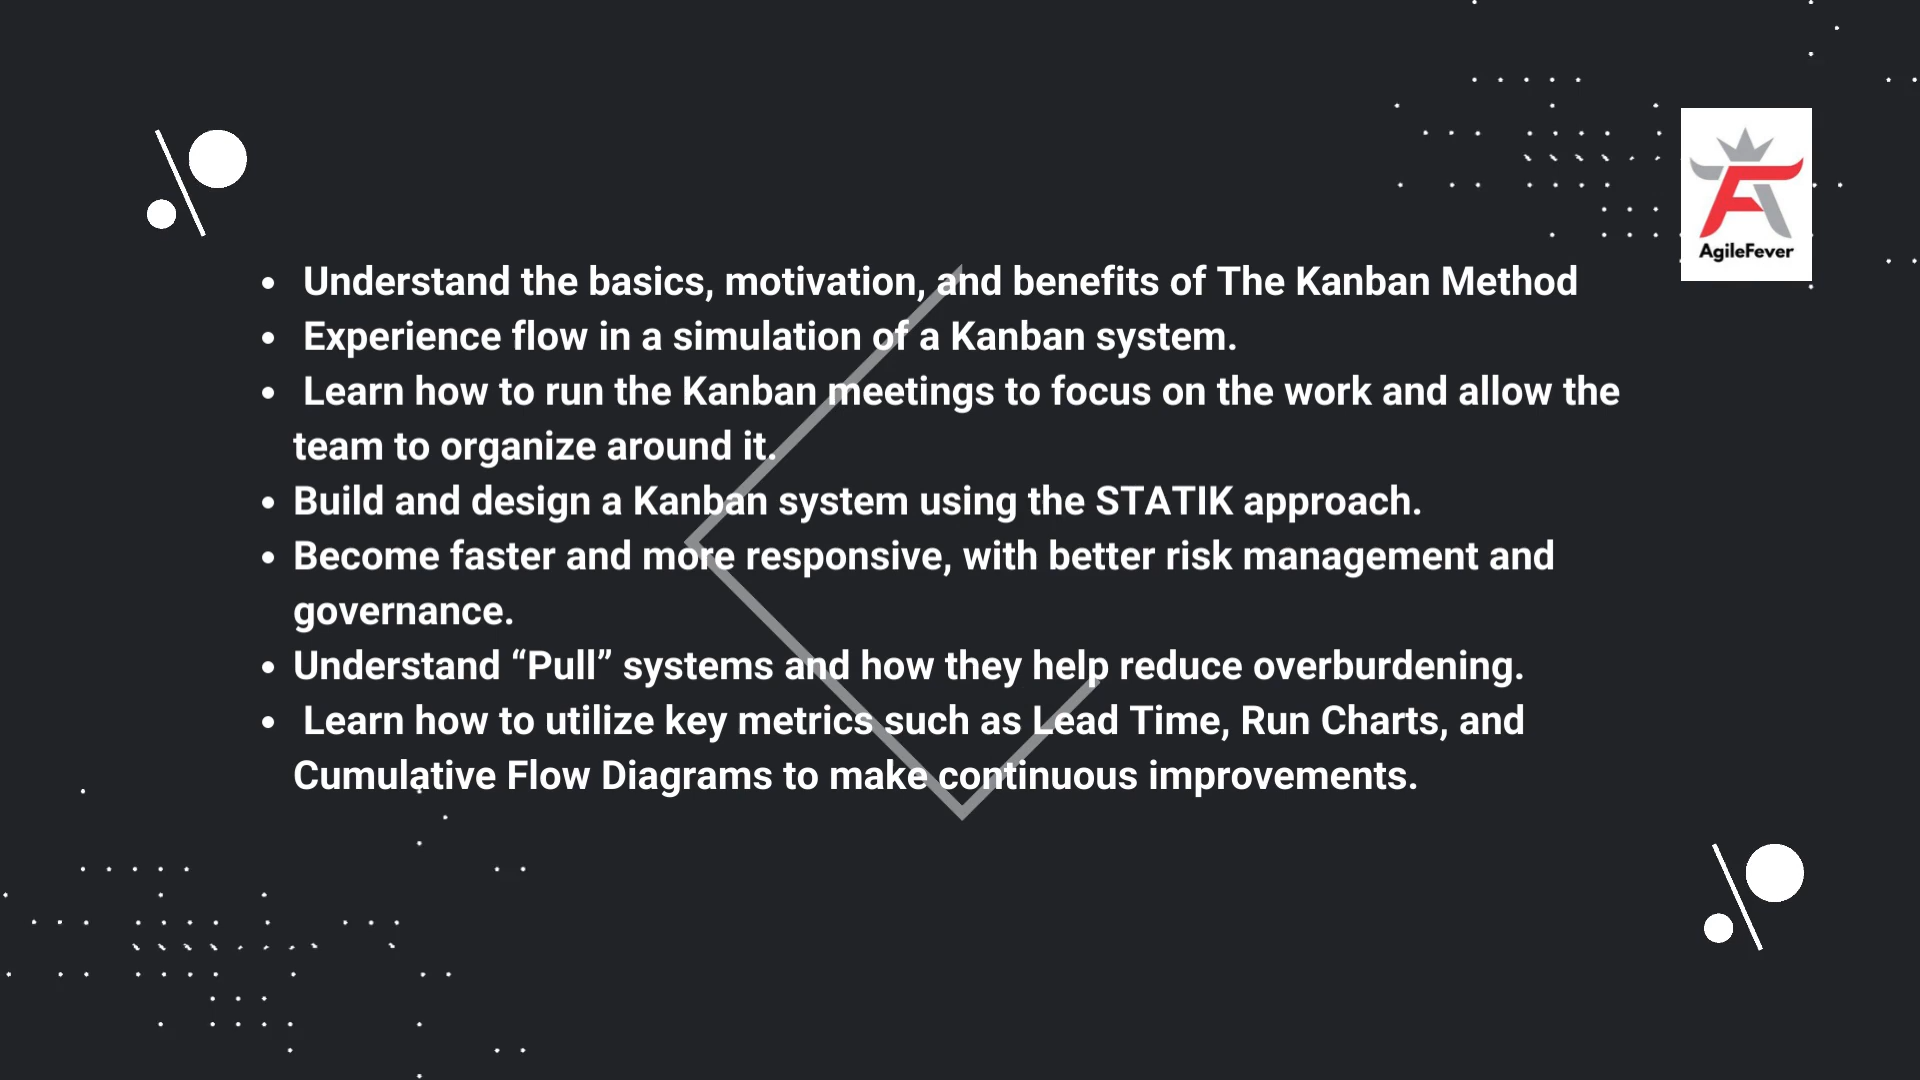 AgileFever
• Understand the basics, motivation, and benefits of The Kanban Method
• Experience flow in a simulation of a Kanban system.
• Learn how to run the Kanban meetings to focus on the work and allow the
team to organize around it.
• Build and design a Kanban system using the STATIK approach.
• Become faster and more responsive, with better risk management and
governance.
• Understand “Pull” systems and how they help reduce overburdening.
• Learn how to utilize key metrics such as Lead Time, Run Charts, and
Cumulative Flow Diagrams to make continuous improvements.